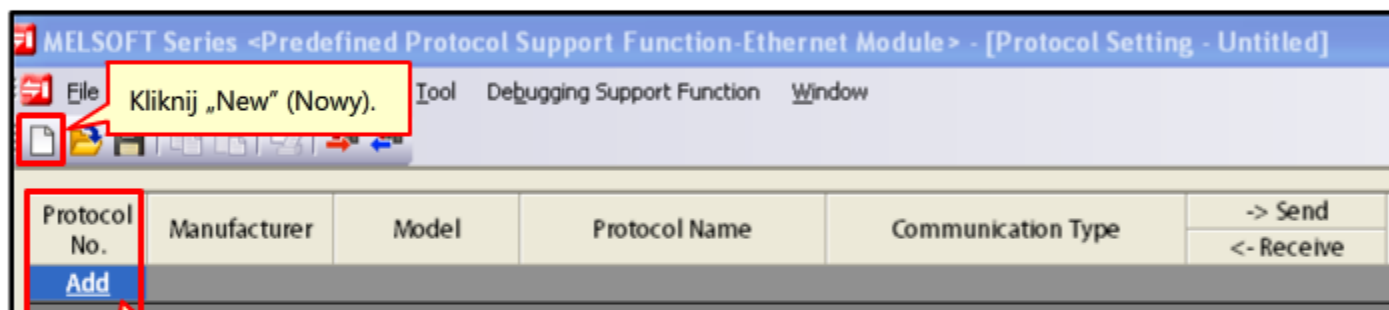 MELSOFT Series <Predefined Protocol Support Function-Ethernet Module> - [Protocol Setting - Untitled]
File Tool Debugging Support Function Window
Kliknij „New” (Nowy).
Protocol No. Manufacturer Model Protocol Name Communication Type -> Send
<- Receive
Add